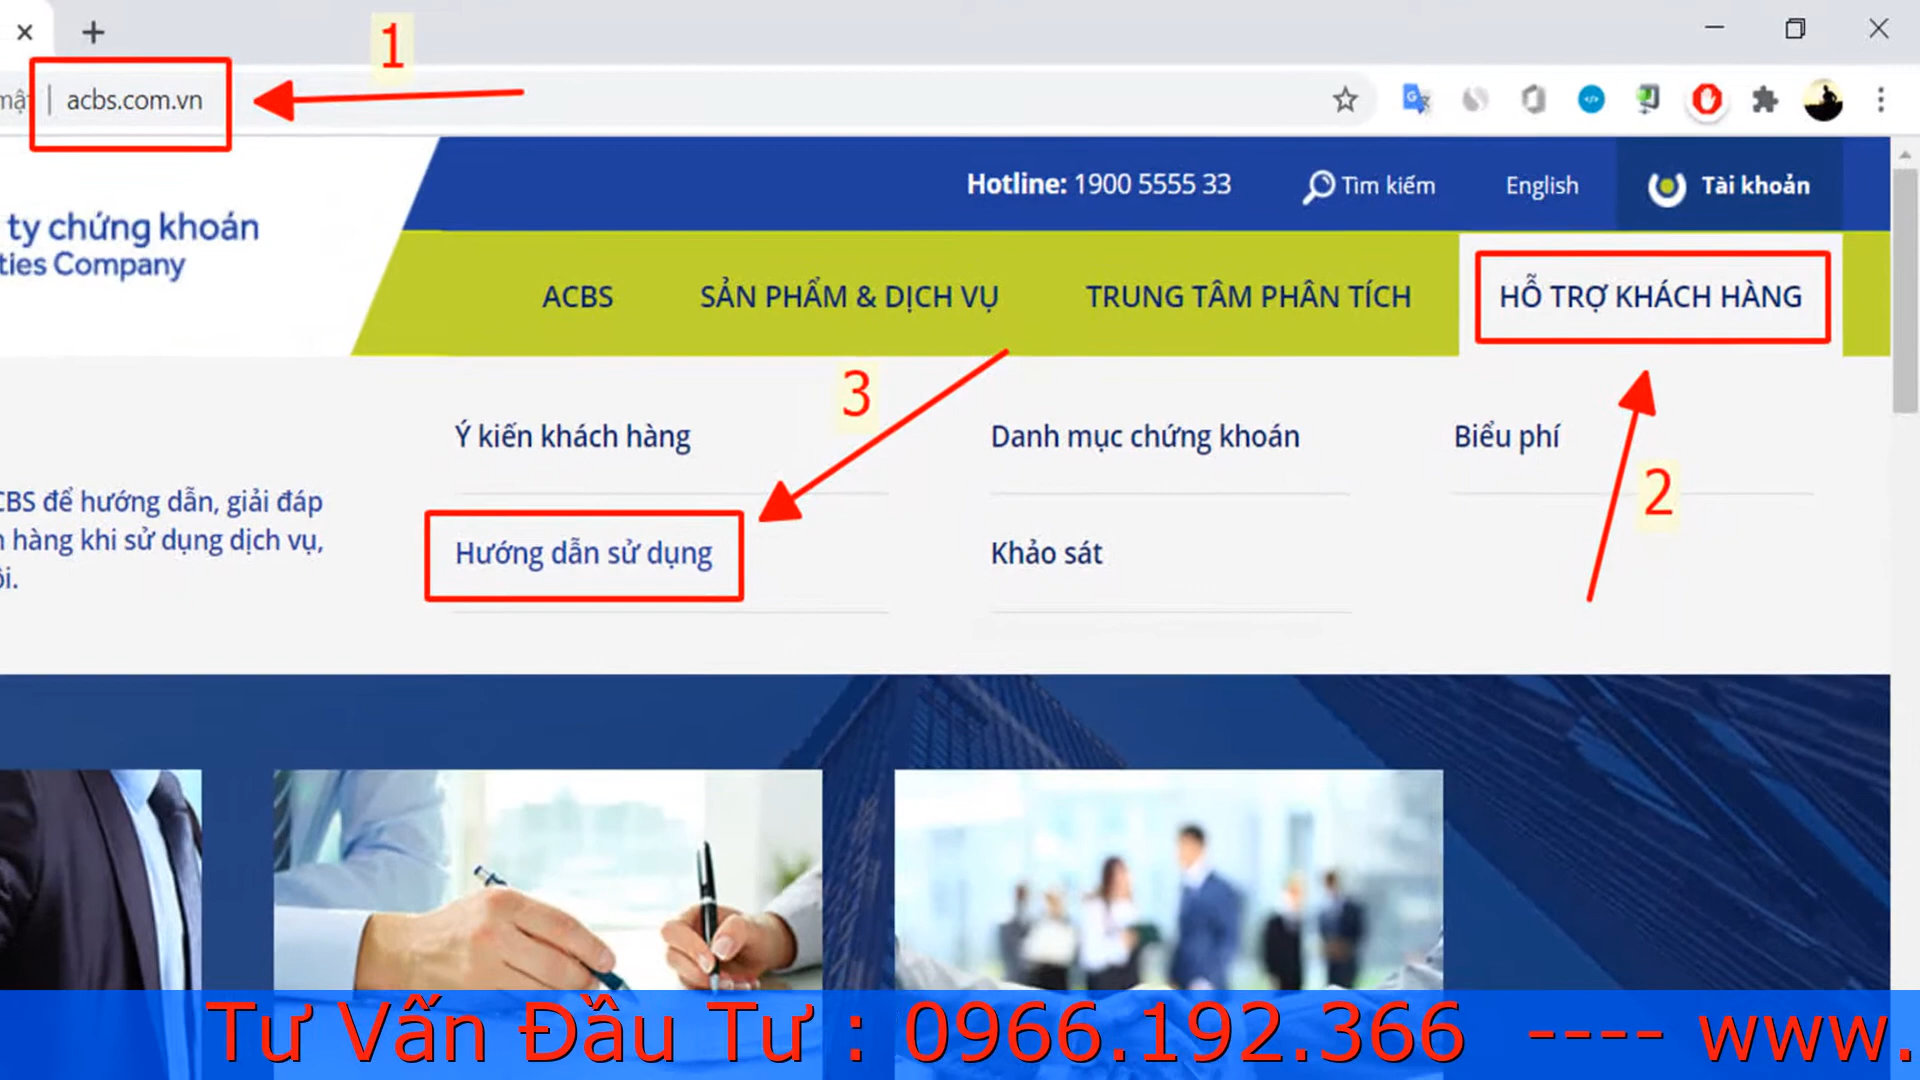 1
acbs.com.vn
Hotline: 1900 5555 33
Tìm kiếm
English
Tài khoản
ty chứng khoán
ties Company
ACBS
SẢN PHẨM & DỊCH VỤ
TRUNG TÂM PHÂN TÍCH
HỖ TRỢ KHÁCH HÀNG
3
Ý kiến khách hàng
Danh mục chứng khoán
Biểu phí
2
CBS để hướng dẫn, giải đáp
hàng khi sử dụng dịch vụ,
Hướng dẫn sử dụng
Khảo sát
Tư Vấn Đầu Tư : 0966.192.366 ---- www.